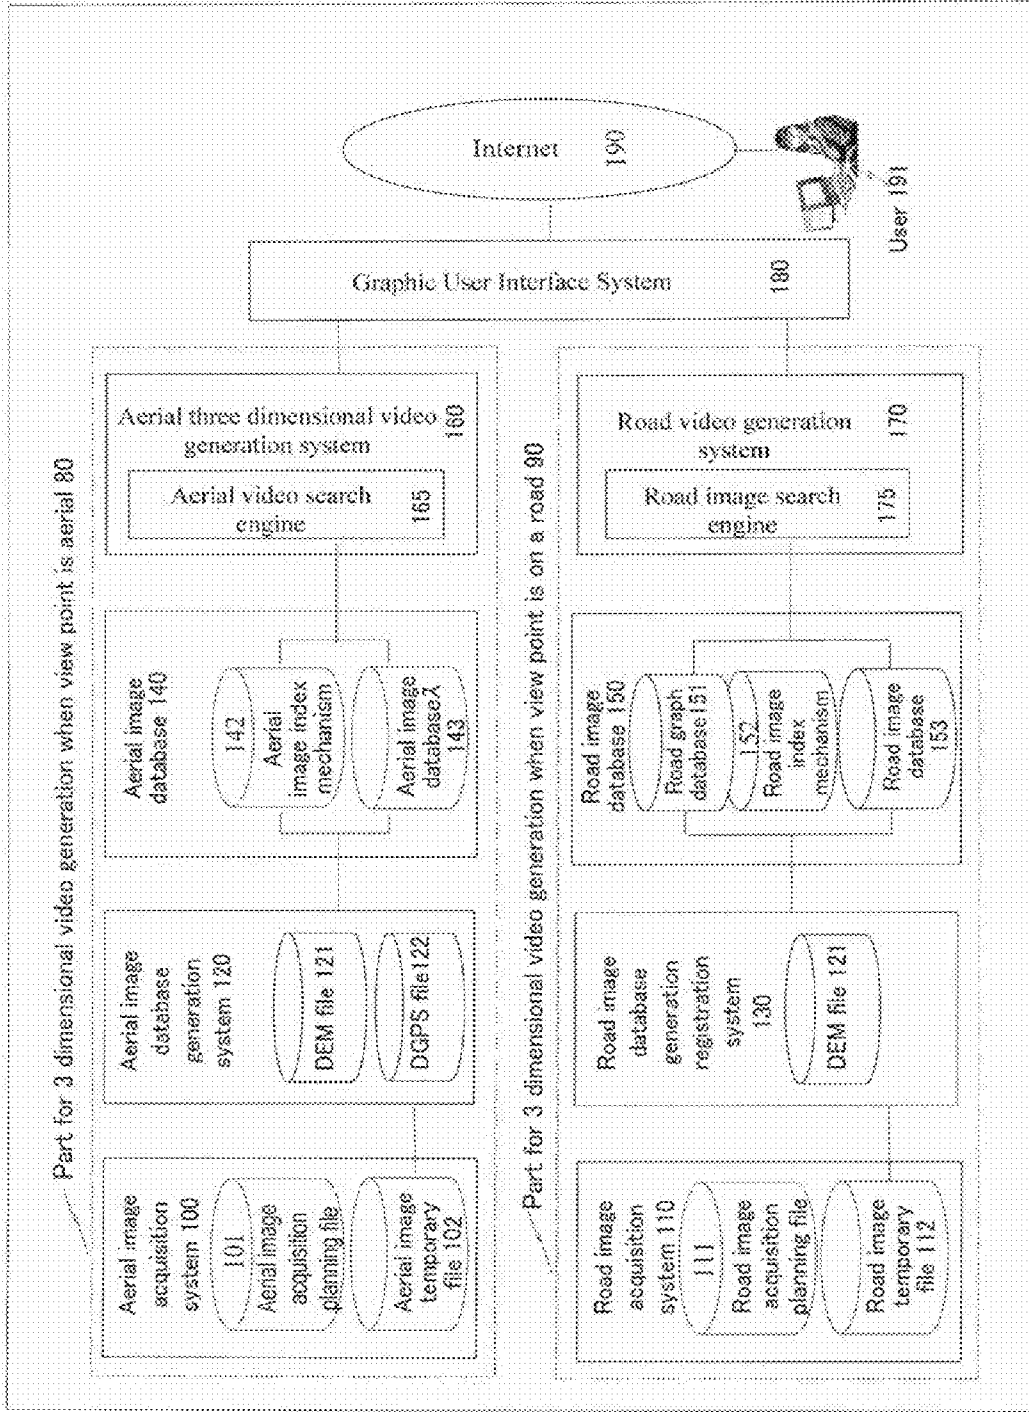 Part for 3 dimensional video generation when view point is aerial 80
Aerial image
acquisition
system 100
101
Aerial image
acquisition
planning file
Aerial image
temporary
file 102
Aerial image
database
generation
system 120
DEM file 121
DGPS file122
Aerial image
database 140
142
Aerial
image index
mechanism
Aerial image
databaseλ
143
Aerial three dimensional video
generation system
160
Aerial video search
engine
165
Part for 3 dimensional video generation when view point is on a road 90
Road image
acquisition
system 110
111
Road image
acquisition
planning file
Road image
temporary
file 112
Road image
database
generation
registration
system
130
DEM file 121
Road image
database 150
Road graph
database151
152
Road image
index
mechanism
Road image
database
153
Road video generation
system
170
Road image search
engine
175
Graphic User Interface System
180
Internet
190
User 191